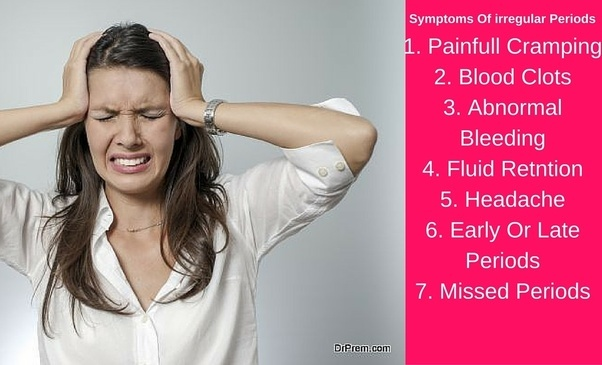 Symptoms Of irregular Periods
1. Painfull Cramping
2. Blood Clots
3. Abnormal
Bleeding
4. Fluid Retntion
5. Headache
6. Early Or Late
Periods
7. Missed Periods
DrPrem.com